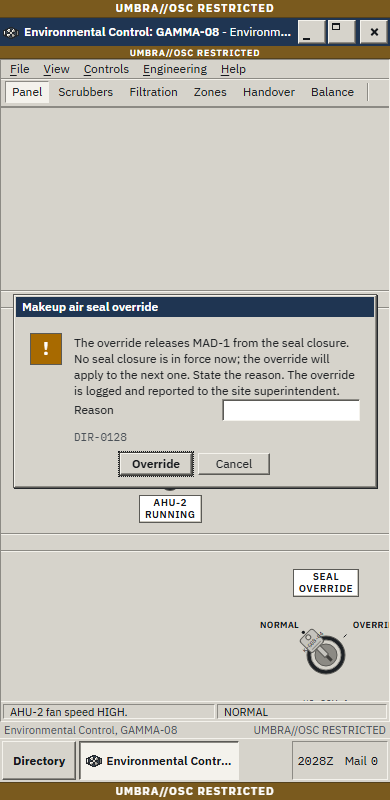 UMBRA//OSC RESTRICTED
Environmental Control: GAMMA-08 - Environm...
UMBRA//OSC RESTRICTED
File View Controls Engineering Help
Panel Scrubbers Filtration Zones Handover Balance
Makeup air seal override
!
The override releases MAD-1 from the seal closure.
No seal closure is in force now; the override will
apply to the next one. State the reason. The override
is logged and reported to the site superintendent.
Reason
DIR-0128
Override Cancel
AHU-2
RUNNING
SEAL
OVERRIDE
NORMAL OVERRI
AHU-2 fan speed HIGH. NORMAL
Environmental Control, GAMMA-08 UMBRA//OSC RESTRICTED
Directory Environmental Contr... 2028Z Mail 0
UMBRA//OSC RESTRICTED